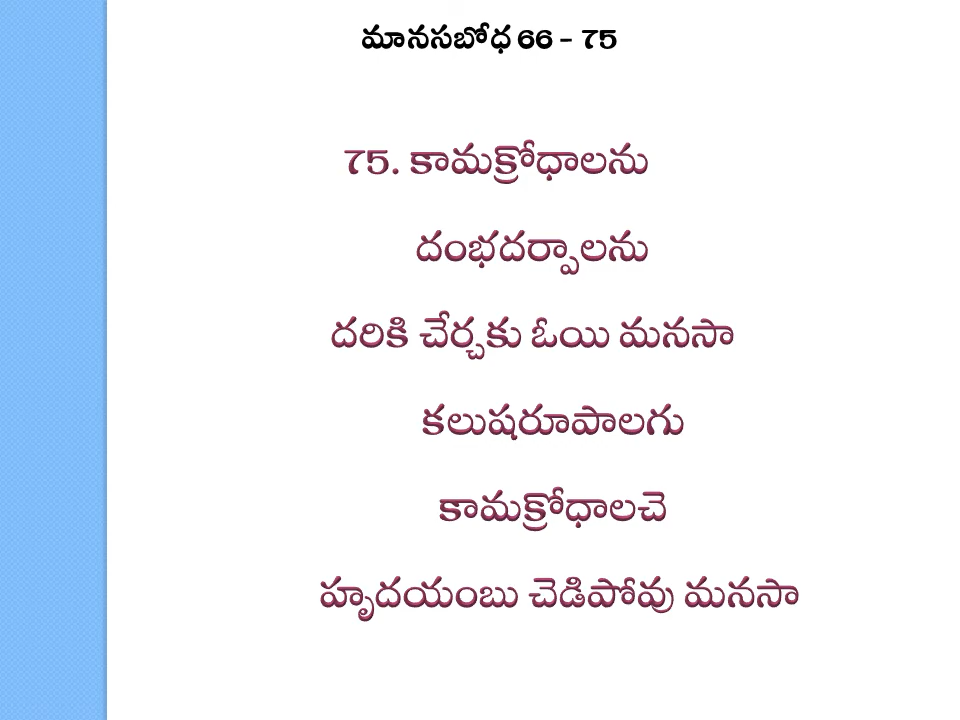 మానసబోధ 66 - 75
75. కామక్రోధాలను
దంభదర్పాలను
దరికి చేర్చకు ఓయి మనసా
కలుషరూపాలగు
కామక్రోధాలచె
హృదయంబు చెడిపోవు మనసా